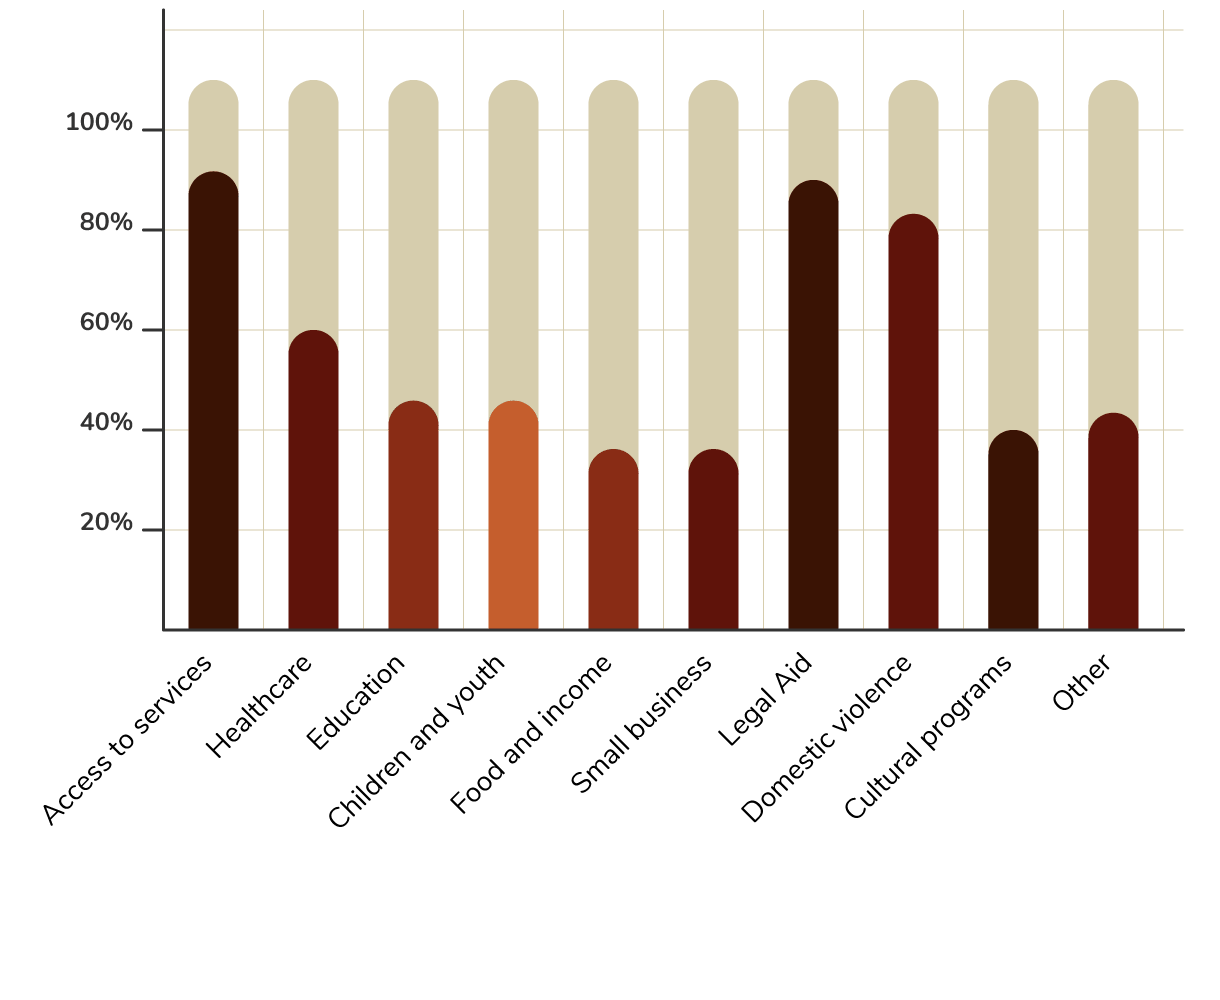 100%
80%
60%
40%
20%
Access to services
Healthcare
Education
Children and youth
Food and income
Small business
Legal Aid
Domestic violence
Cultural programs
Other